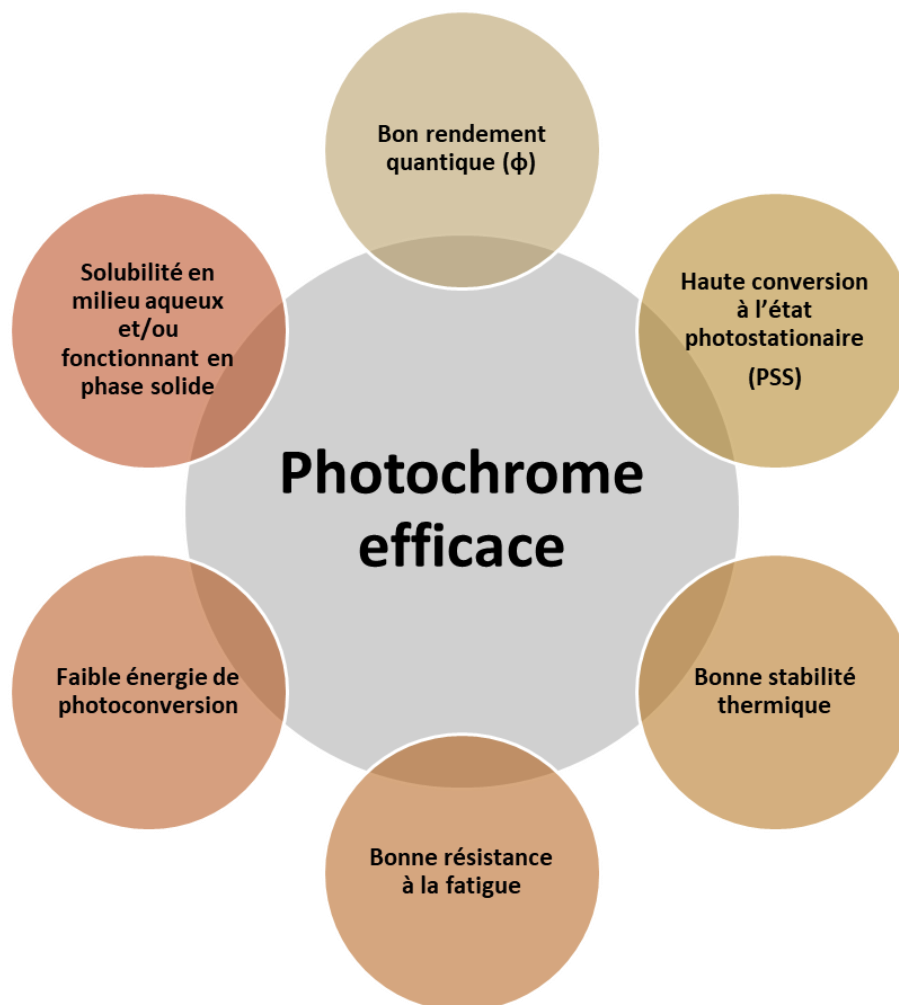 Bon rendement
quantique (ϕ)
Haute conversion
à l’état
photostationaire
(PSS)
Bonne stabilité
thermique
Bonne résistance
à la fatigue
Faible énergie de
photoconversion
Solubilité en
milieu aqueux
et/ou
fonctionnant en
phase solide
Photochrome
efficace